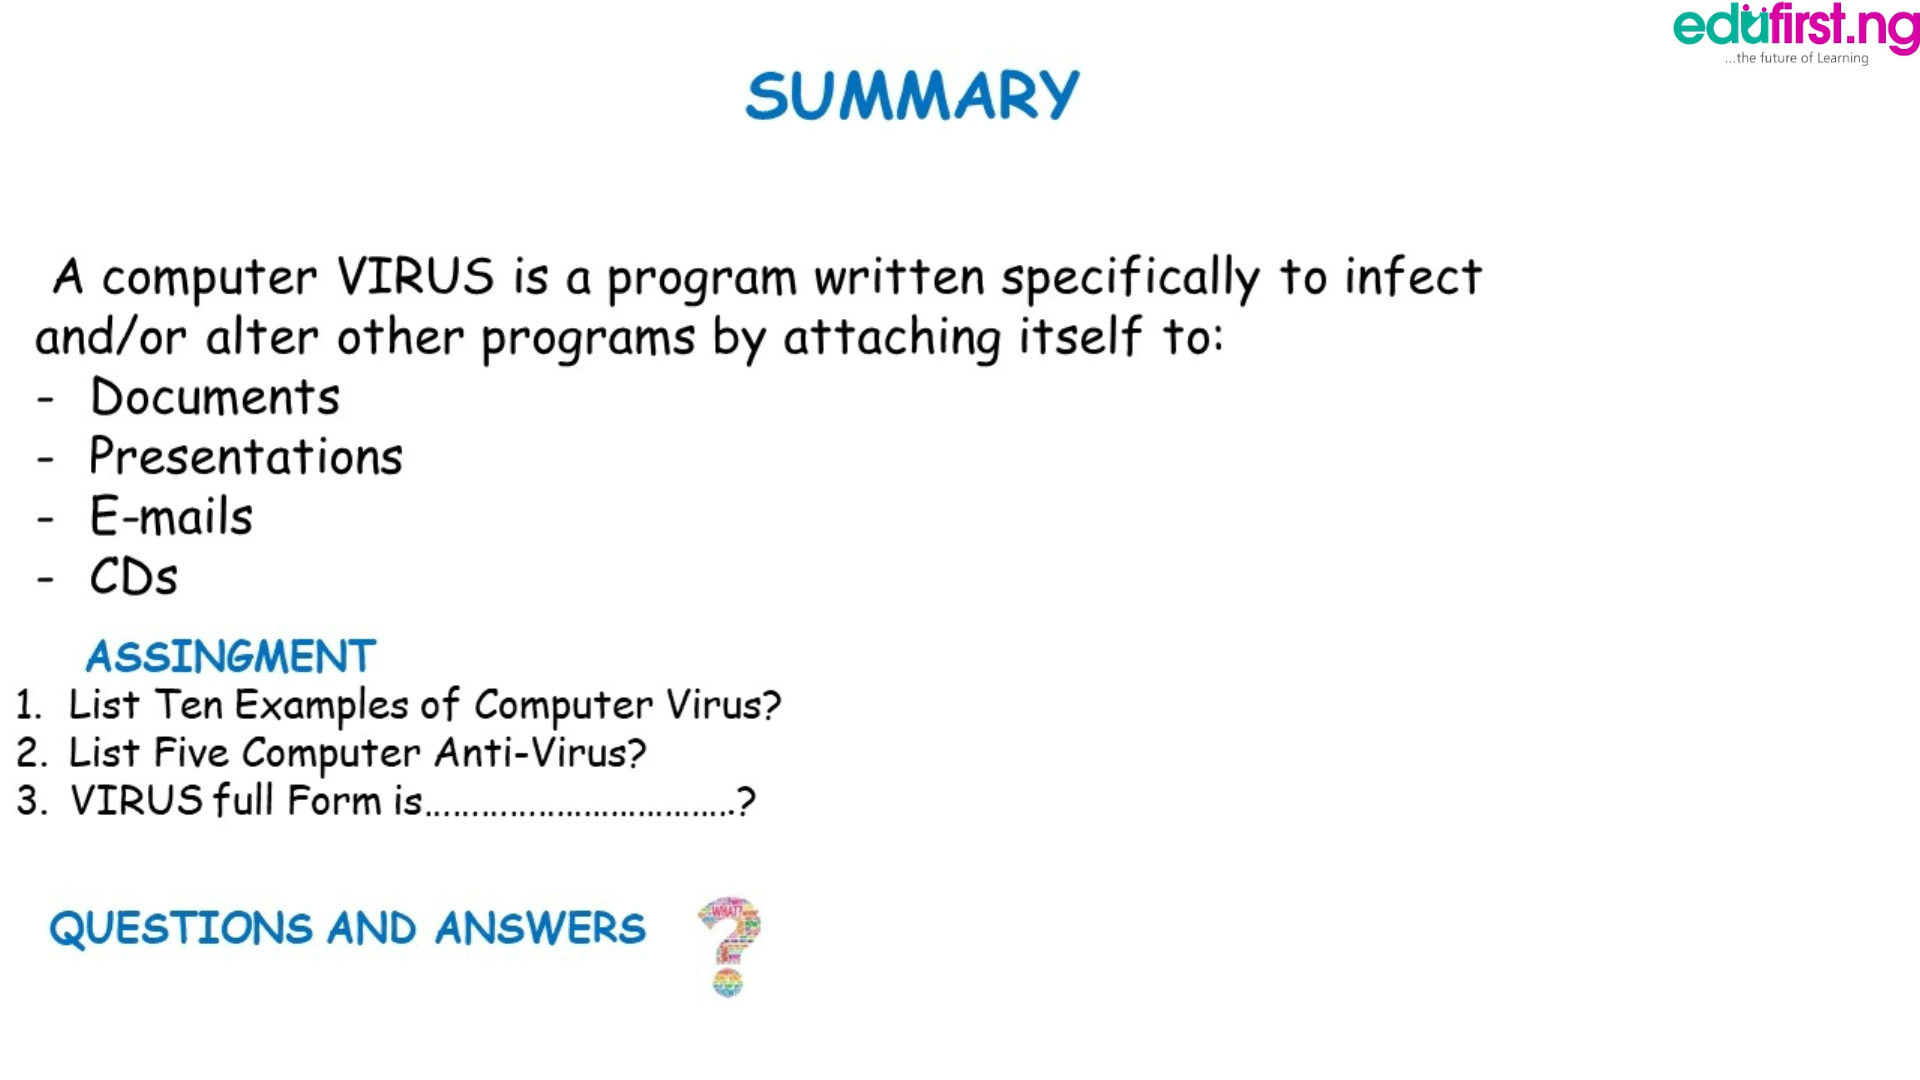 edufirst.ng
...the future of Learning
SUMMARY
A computer VIRUS is a program written specifically to infect
and/or alter other programs by attaching itself to:
- Documents
- Presentations
- E-mails
- CDs
ASSINGMENT
1. List Ten Examples of Computer Virus?
2. List Five Computer Anti-Virus?
3. VIRUS full Form is.................................?
QUESTIONS AND ANSWERS
WHAT?